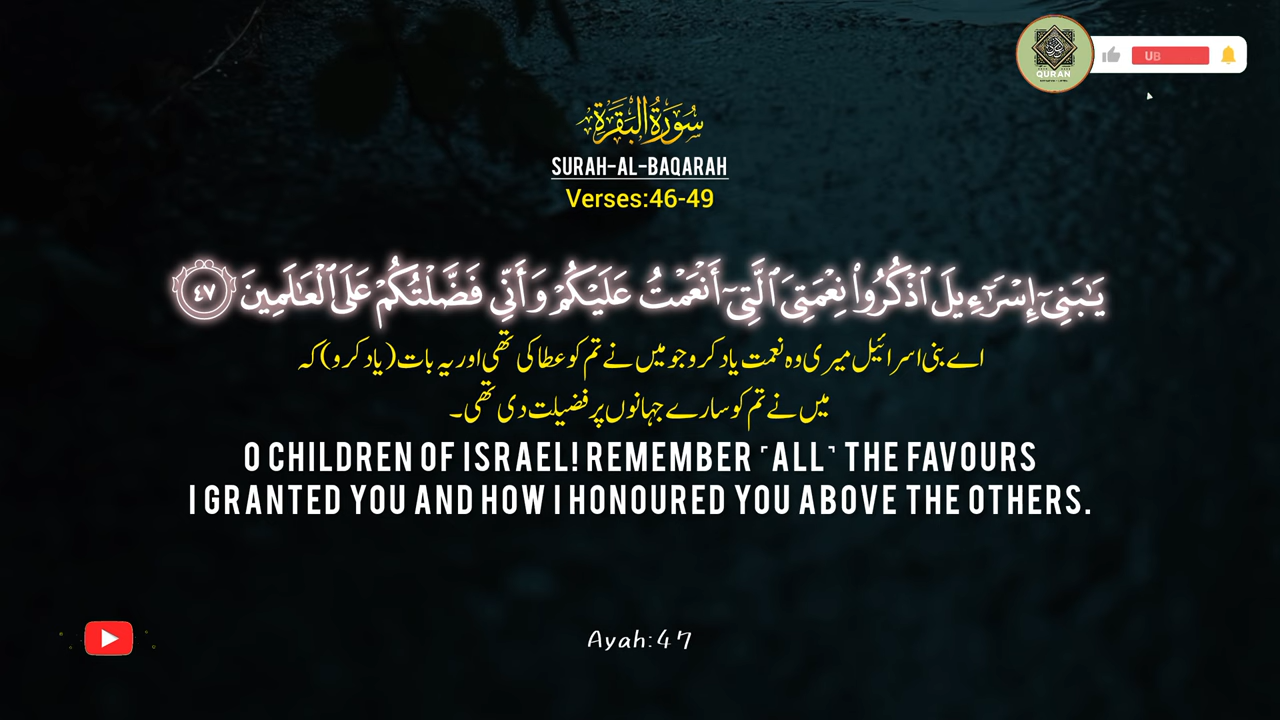 QURAN
UB
سُورَةُ البَقَرَةِ
SURAH-AL-BAQARAH
Verses:46-49
يَٰبَنِىٓ إِسْرَٰٓءِيلَ ٱذْكُرُوا۟ نِعْمَتِىَ ٱلَّتِىٓ أَنْعَمْتُ عَلَيْكُمْ وَأَنِّى فَضَّلْتُكُمْ عَلَى ٱلْعَٰلَمِينَ ٤٧
اے بنی اسرائیل میری وہ نعمت یاد کرو جو میں نے تم کو عطا کی تھی اور یہ بات (یاد کرو) کہ
میں نے تم کو سارے جہانوں پر فضیلت دی تھی۔
O CHILDREN OF ISRAEL! REMEMBER ˹ALL˺ THE FAVOURS
I GRANTED YOU AND HOW I HONOURED YOU ABOVE THE OTHERS.
Ayah:47